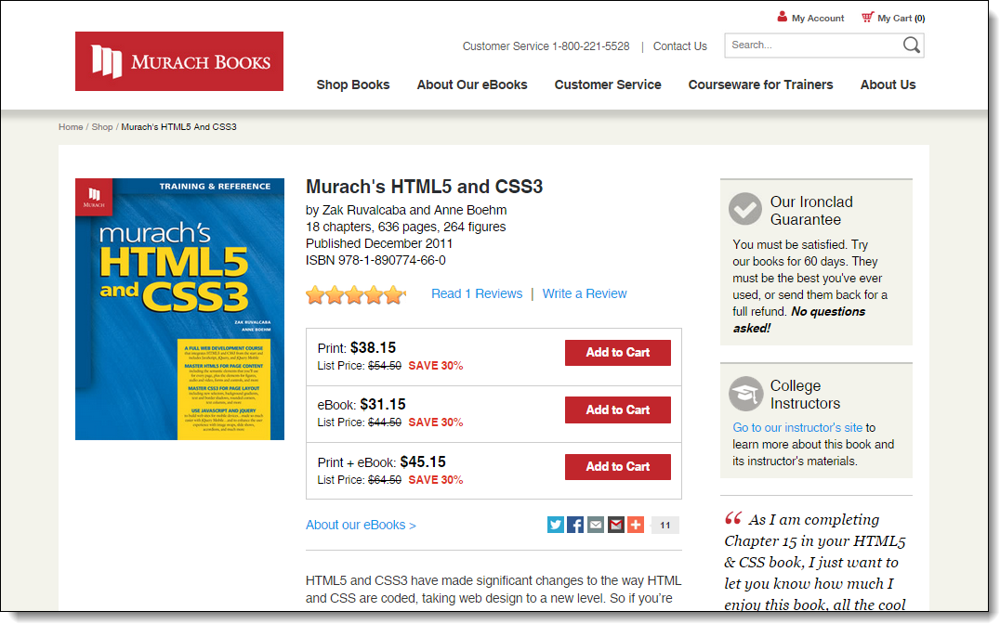 My Account
My Cart (0)
MURACH BOOKS
Customer Service 1-800-221-5528 | Contact Us
Search...
Shop Books
About Our eBooks
Customer Service
Courseware for Trainers
About Us
Home / Shop / Murach's HTML5 And CSS3
TRAINING & REFERENCE
MURACH
murach's
HTML5
and CSS3
ZAK RUVALCABA
ANNE BOEHM
A FULL WEB DEVELOPMENT COURSE
MASTER HTML5 FOR PAGE CONTENT
MASTER CSS3 FOR PAGE LAYOUT
USE JAVASCRIPT AND JQUERY
Murach's HTML5 and CSS3
by Zak Ruvalcaba and Anne Boehm
18 chapters, 636 pages, 264 figures
Published December 2011
ISBN 978-1-890774-66-0
Read 1 Reviews | Write a Review
Print: $38.15
List Price: $54.50 SAVE 30%
Add to Cart
eBook: $31.15
List Price: $44.50 SAVE 30%
Add to Cart
Print + eBook: $45.15
List Price: $64.50 SAVE 30%
Add to Cart
About our eBooks >
11
HTML5 and CSS3 have made significant changes to the way HTML
and CSS are coded, taking web design to a new level. So if you're
Our Ironclad
Guarantee
You must be satisfied. Try
our books for 60 days. They
must be the best you've ever
used, or send them back for a
full refund. No questions
asked!
College
Instructors
Go to our instructor's site to
learn more about this book and
its instructor's materials.
“ As I am completing
Chapter 15 in your HTML5
& CSS book, I just want to
let you know how much I
enjoy this book, all the cool